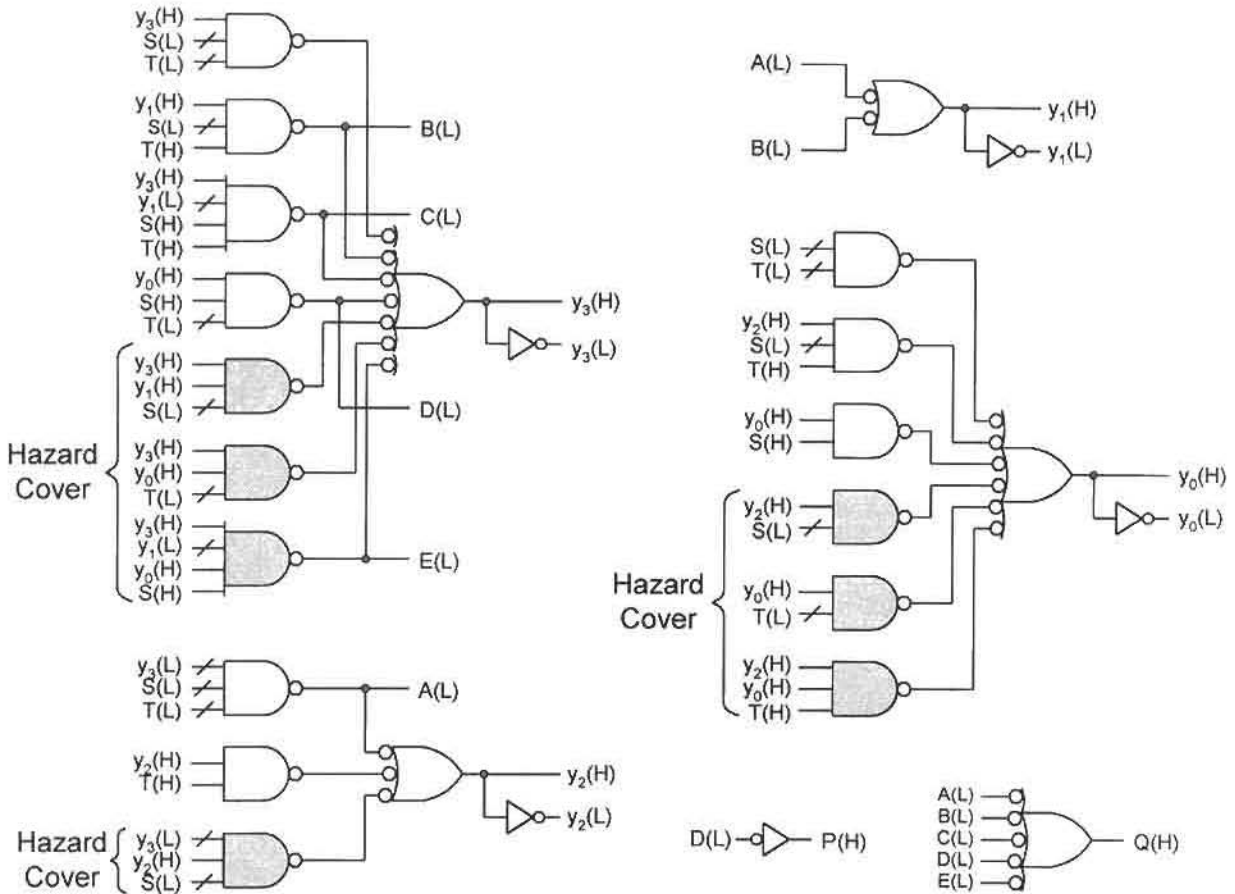 y3(H)
S(L)
T(L)
y1(H)
S(L)
T(H)
B(L)
y3(H)
y1(L)
S(H)
T(H)
C(L)
y0(H)
S(H)
T(L)
y3(H)
y3(L)
Hazard
Cover
y3(H)
y1(H)
S(L)
D(L)
y3(H)
y0(H)
T(L)
y3(H)
y1(L)
y0(H)
S(H)
E(L)
y3(L)
S(L)
T(L)
A(L)
y2(H)
T(H)
y2(H)
y2(L)
Hazard
Cover
y3(L)
y2(H)
S(L)
A(L)
B(L)
y1(H)
y1(L)
S(L)
T(L)
y2(H)
S(L)
T(H)
y0(H)
S(H)
y0(H)
y0(L)
Hazard
Cover
y2(H)
S(L)
y0(H)
T(L)
y2(H)
y0(H)
T(H)
D(L)
P(H)
A(L)
B(L)
C(L)
D(L)
E(L)
Q(H)